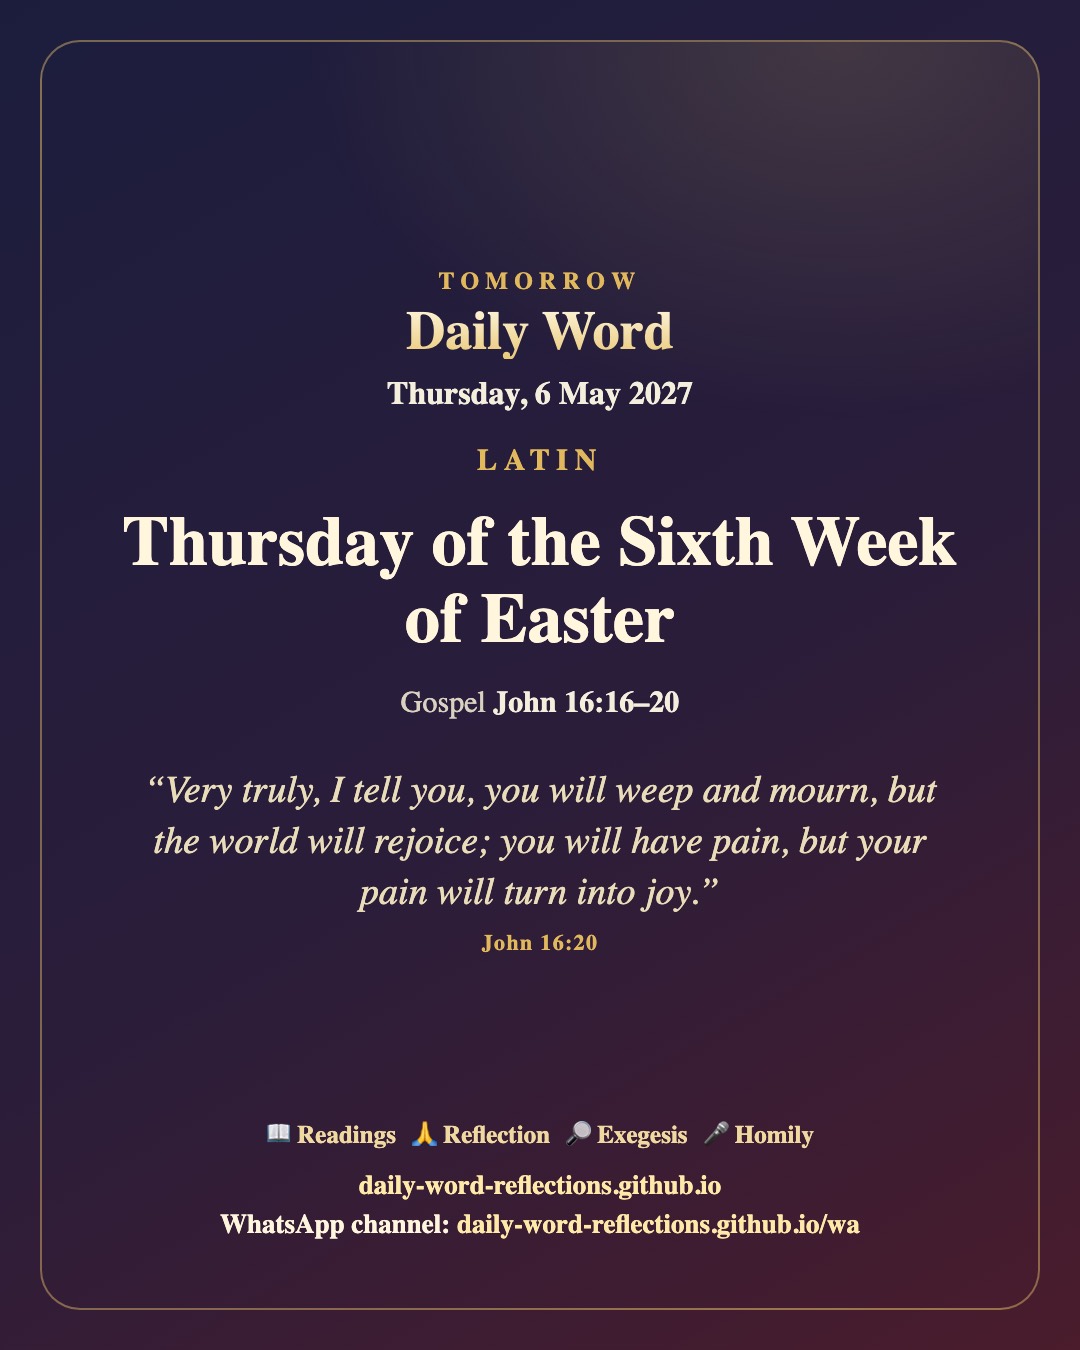 TOMORROW
Daily Word
Thursday, 6 May 2027
LATIN
Thursday of the Sixth Week
of Easter
Gospel John 16:16–20
“Very truly, I tell you, you will weep and mourn, but
the world will rejoice; you will have pain, but your
pain will turn into joy.”
John 16:20
📖 Readings 🙏 Reflection 🔎 Exegesis 🎤 Homily
daily-word-reflections.github.io
WhatsApp channel: daily-word-reflections.github.io/wa